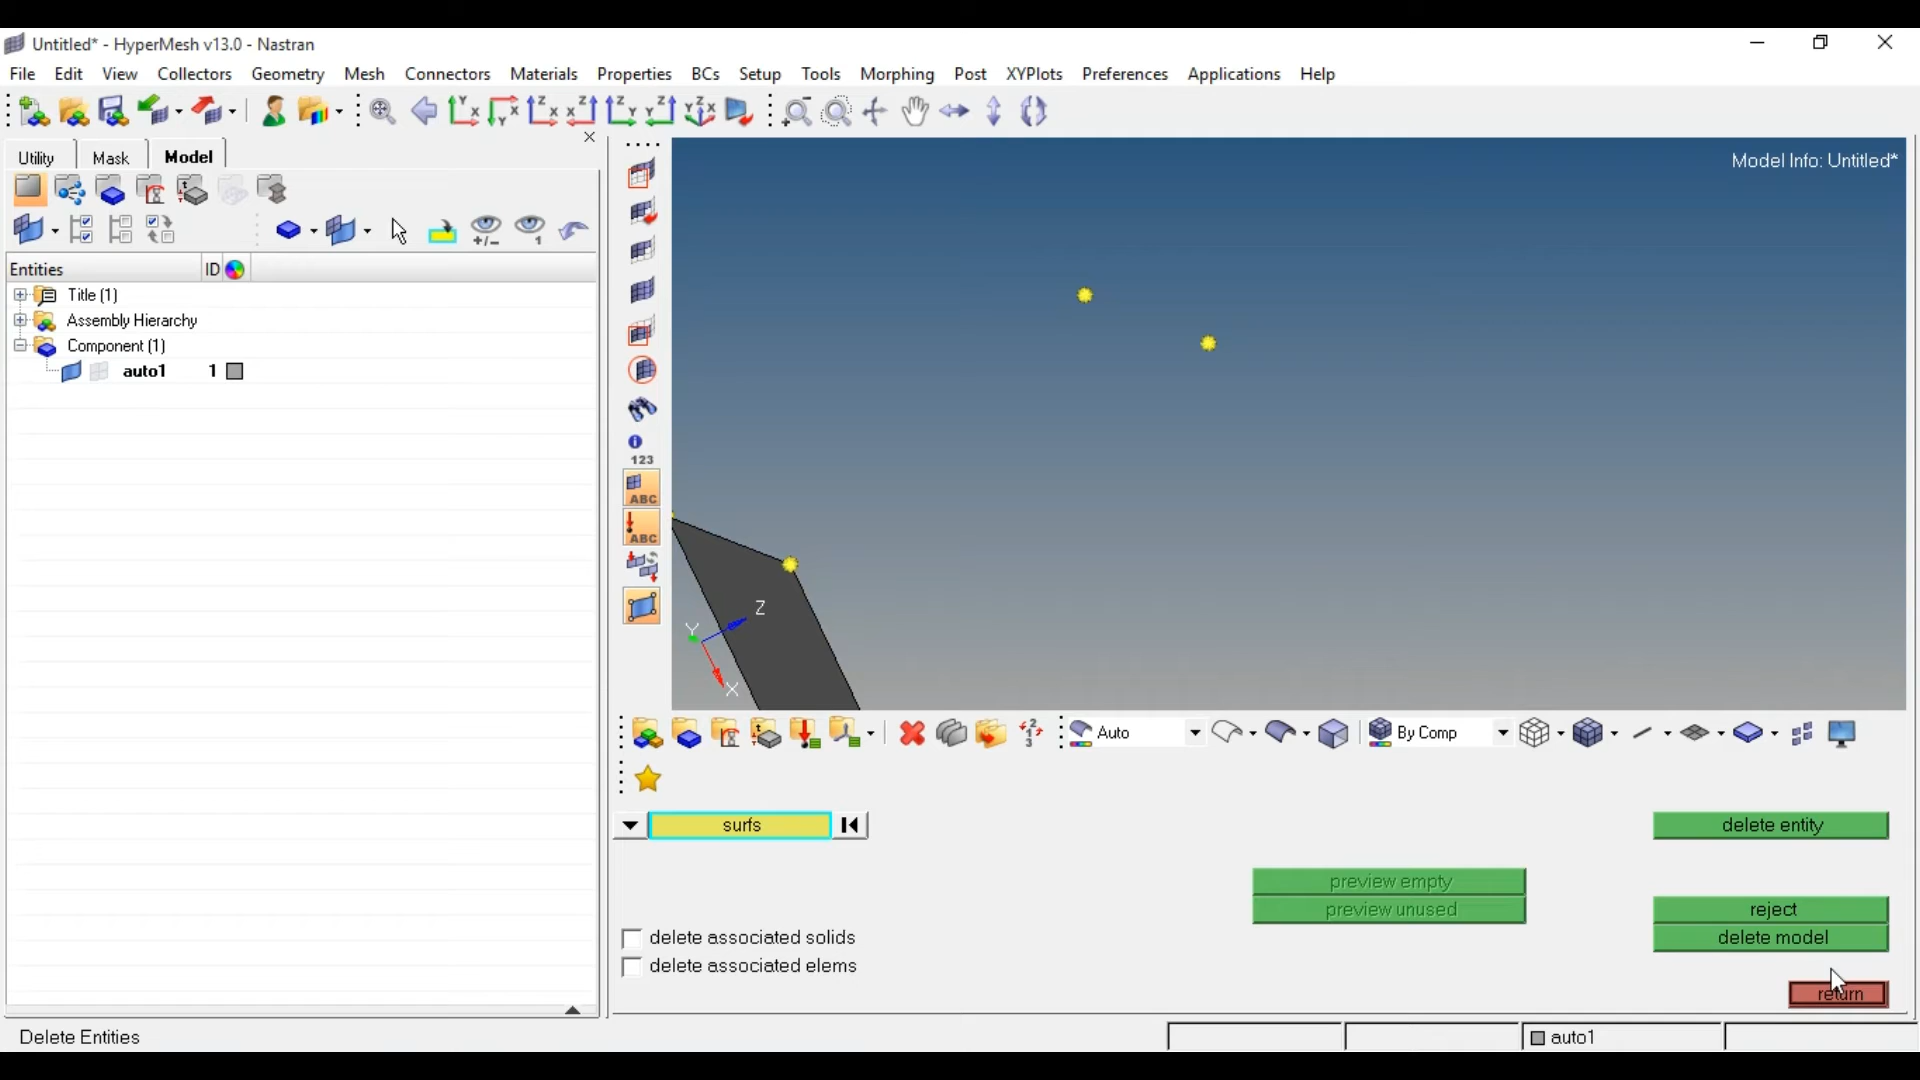 Untitled* - HyperMesh v13.0 - Nastran
File Edit View Collectors Geometry Mesh Connectors Materials Properties BCs Setup Tools Morphing Post XYPlots Preferences Applications Help
Utility Mask Model
Model Info: Untitled*
Entities ID
Title (1)
Assembly Hierarchy
Component (1)
auto1 1
123
ABC
ABC
Z
Y
X
Auto By Comp
surfs delete entity
preview empty
preview unused reject
delete associated solids delete model
delete associated elems
return
Delete Entities auto1